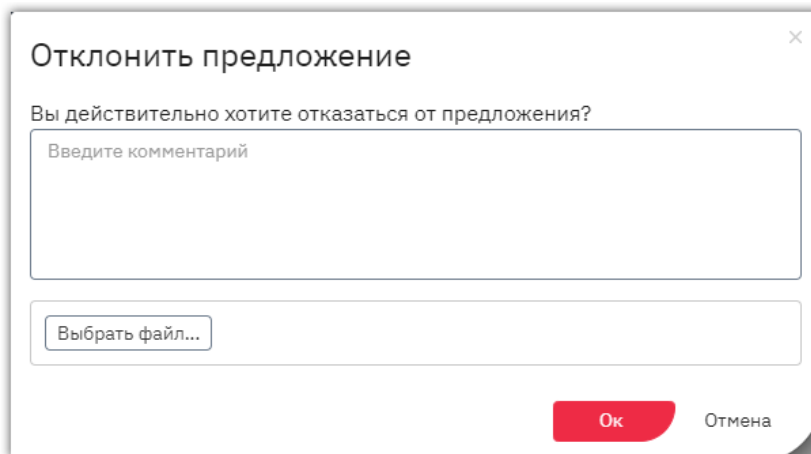 Отклонить предложение
Вы действительно хотите отказаться от предложения?
Введите комментарий
Выбрать файл...
Ок
Отмена